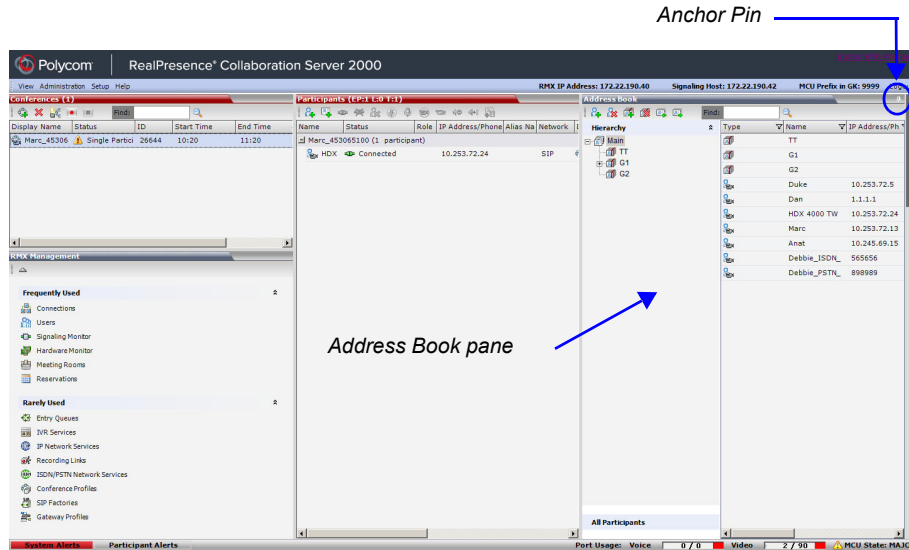 Anchor Pin
Polycom RealPresence® Collaboration Server 2000
View Administration Setup Help RMX IP Address: 172.22.190.40 Signaling Host: 172.22.190.42 MCU Prefix in GK: 9999
Conferences (1)
Find:
Display Name Status ID Start Time End Time
Marc_45306 Single Partici 26644 10:20 11:20
Participants (EP:1 L:0 T:1)
Name Status Role IP Address/Phone Alias Na Network
Marc_453065100 (1 participant)
HDX Connected 10.253.72.24 SIP
Address Book
Find:
Hierarchy
Main
TT
G1
G2
Type Name IP Address/Ph
TT
G1
G2
Duke 10.253.72.5
Dan 1.1.1.1
HDX 4000 TW 10.253.72.24
Marc 10.253.72.13
Anat 10.245.69.15
Debbie_ISDN_ 565656
Debbie_PSTN_ 898989
Address Book pane
All Participants
RMX Management
Frequently Used
Connections
Users
Signaling Monitor
Hardware Monitor
Meeting Rooms
Reservations
Rarely Used
Entry Queues
IVR Services
IP Network Services
Recording Links
ISDN/PSTN Network Services
Conference Profiles
SIP Factories
Gateway Profiles
System Alerts Participant Alerts Port Usage: Voice 0 / 0 Video 2 / 90 MCU State: MAJO